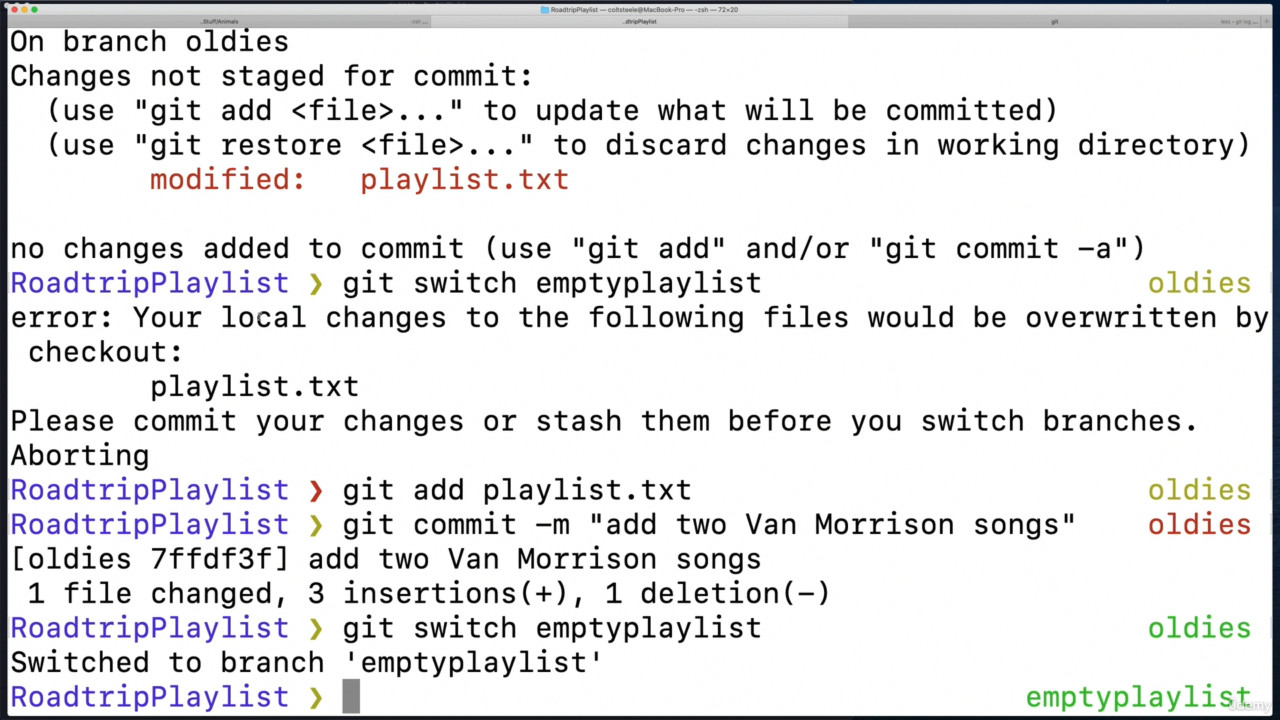 RoadtripPlaylist — coltsteele@MacBook-Pro — -zsh — 72×20
..Stuff/Animals -zsh ... ..dtripPlaylist git less ‹ git log ... +
On branch oldies
Changes not staged for commit:
(use "git add <file>..." to update what will be committed)
(use "git restore <file>..." to discard changes in working directory)
modified: playlist.txt
no changes added to commit (use "git add" and/or "git commit -a")
RoadtripPlaylist ❯ git switch emptyplaylist oldies
error: Your local changes to the following files would be overwritten by
checkout:
playlist.txt
Please commit your changes or stash them before you switch branches.
Aborting
RoadtripPlaylist ❯ git add playlist.txt oldies
RoadtripPlaylist ❯ git commit -m "add two Van Morrison songs" oldies
[oldies 7ffdf3f] add two Van Morrison songs
1 file changed, 3 insertions(+), 1 deletion(-)
RoadtripPlaylist ❯ git switch emptyplaylist oldies
Switched to branch 'emptyplaylist'
RoadtripPlaylist ❯ emptyplaylist
udemy